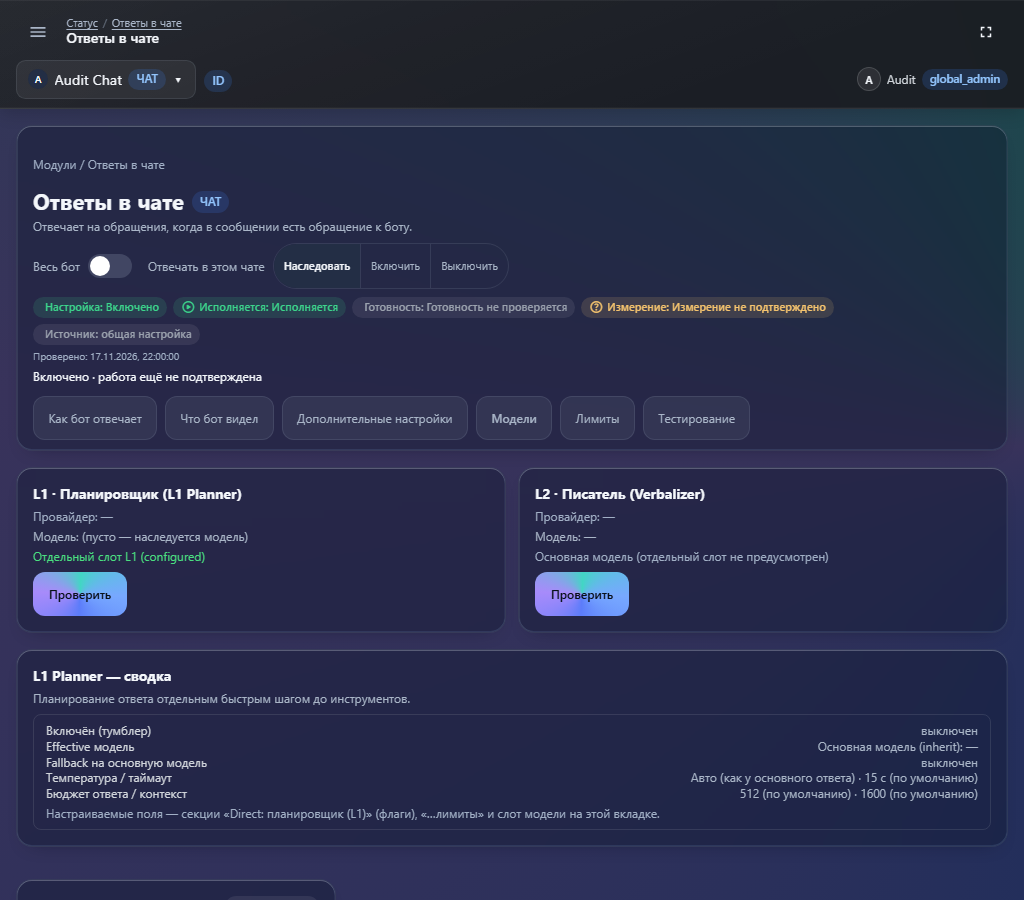 Статус / Ответы в чате
Ответы в чате
A Audit Chat ЧАТ ▾ ID
A Audit global_admin
Модули / Ответы в чате
Ответы в чате ЧАТ
Отвечает на обращения, когда в сообщении есть обращение к боту.
Весь бот Отвечать в этом чате Наследовать Включить Выключить
Настройка: Включено Исполняется: Исполняется Готовность: Готовность не проверяется Измерение: Измерение не подтверждено
Источник: общая настройка
Проверено: 17.11.2026, 22:00:00
Включено · работа ещё не подтверждена
Как бот отвечает Что бот видел Дополнительные настройки Модели Лимиты Тестирование
L1 · Планировщик (L1 Planner)
Провайдер: —
Модель: (пусто — наследуется модель)
Отдельный слот L1 (configured)
Проверить
L2 · Писатель (Verbalizer)
Провайдер: —
Модель: —
Основная модель (отдельный слот не предусмотрен)
Проверить
L1 Planner — сводка
Планирование ответа отдельным быстрым шагом до инструментов.
Включён (тумблер) выключен
Effective модель Основная модель (inherit): —
Fallback на основную модель выключен
Температура / таймаут Авто (как у основного ответа) · 15 с (по умолчанию)
Бюджет ответа / контекст 512 (по умолчанию) · 1600 (по умолчанию)
Настраиваемые поля — секции «Direct: планировщик (L1)» (флаги), «…лимиты» и слот модели на этой вкладке.